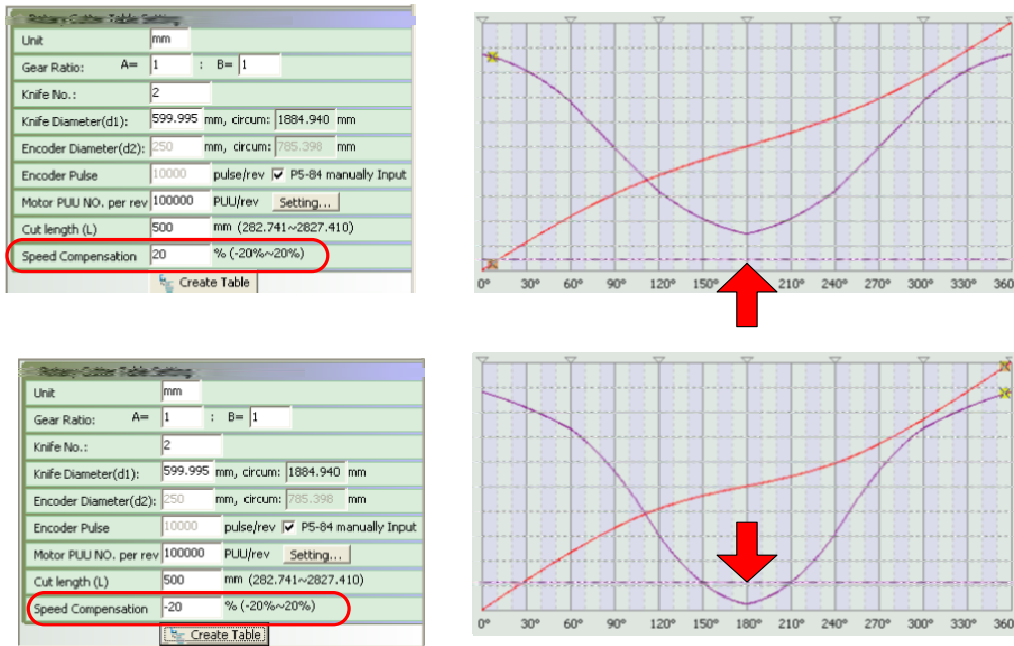 Rotary Cutter Table Setting
Unit mm
Gear Ratio: A= 1 : B= 1
Knife No.: 2
Knife Diameter(d1): 599.995 mm, circum: 1884.940 mm
Encoder Diameter(d2): 250 mm, circum: 785.398 mm
Encoder Pulse 10000 pulse/rev P5-84 manually Input
Motor PUU NO. per rev 100000 PUU/rev Setting...
Cut length (L) 500 mm (282.741~2827.410)
Speed Compensation 20 % (-20%~20%)
Create Table
0° 30° 60° 90° 120° 150° 210° 240° 270° 300° 330° 360
Rotary Cutter Table Setting
Unit mm
Gear Ratio: A= 1 : B= 1
Knife No.: 2
Knife Diameter(d1): 599.995 mm, circum: 1884.940 mm
Encoder Diameter(d2): 250 mm, circum: 785.398 mm
Encoder Pulse 10000 pulse/rev P5-84 manually Input
Motor PUU NO. per rev 100000 PUU/rev Setting...
Cut length (L) 500 mm (282.741~2827.410)
Speed Compensation -20 % (-20%~20%)
Create Table
0° 30° 60° 90° 120° 150° 180° 210° 240° 270° 300° 330° 360